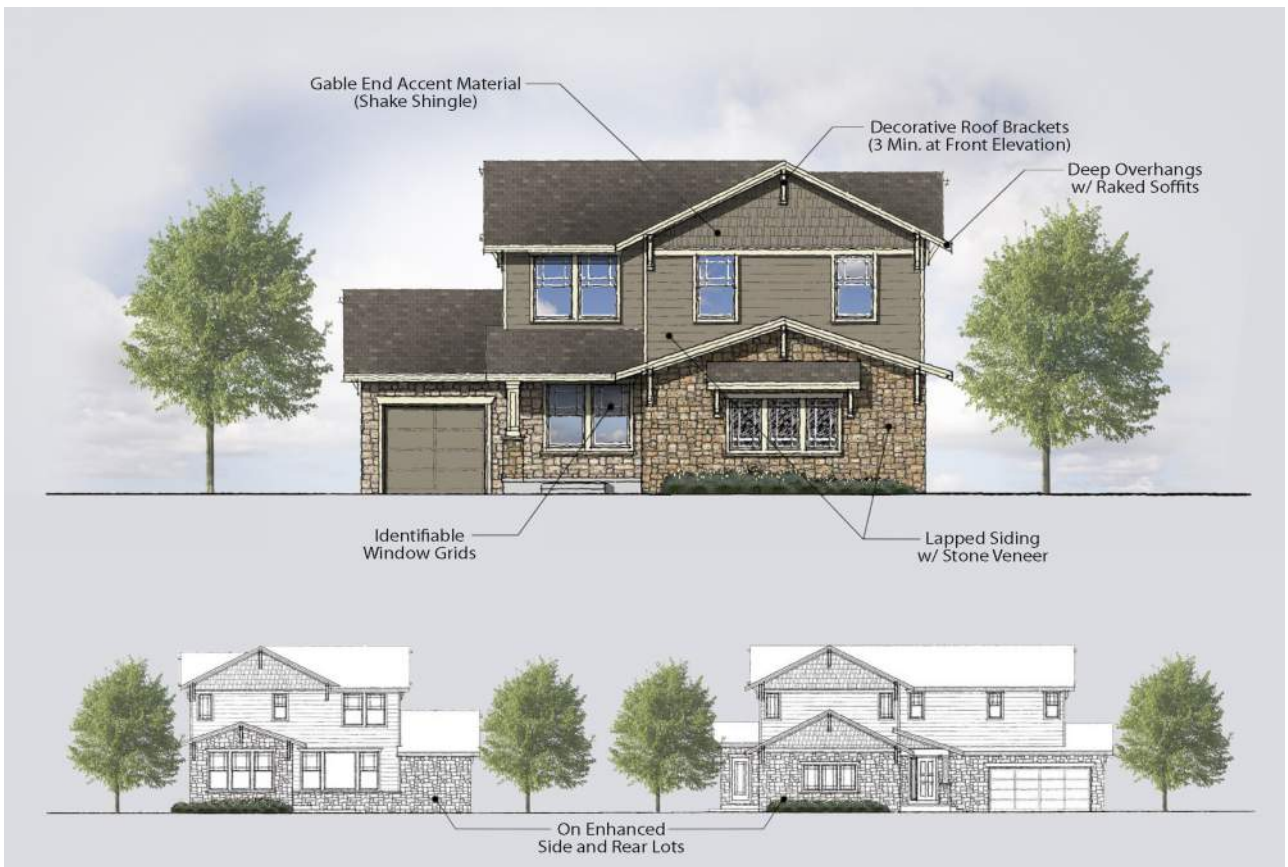 Gable End Accent Material
(Shake Shingle)
Decorative Roof Brackets
(3 Min. at Front Elevation)
Deep Overhangs
w/ Raked Soffits
Identifiable
Window Grids
Lapped Siding
w/ Stone Veneer
On Enhanced
Side and Rear Lots